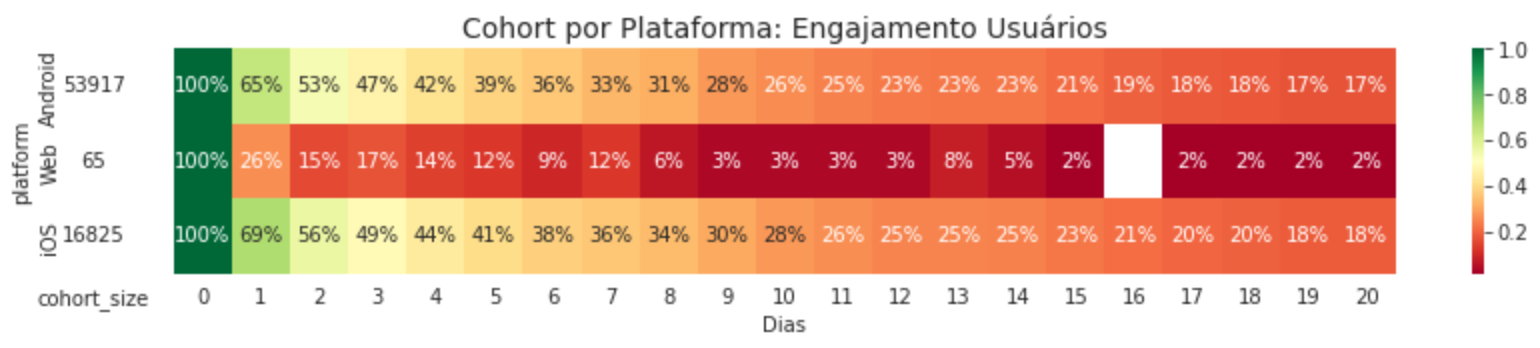 Cohort por Plataforma: Engajamento Usuários
platform
Android 53917 100% 65% 53% 47% 42% 39% 36% 33% 31% 28% 26% 25% 23% 23% 23% 21% 19% 18% 18% 17% 17%
Web 65 100% 26% 15% 17% 14% 12% 9% 12% 6% 3% 3% 3% 3% 8% 5% 2% 2% 2% 2% 2%
iOS 16825 100% 69% 56% 49% 44% 41% 38% 36% 34% 30% 28% 26% 25% 25% 25% 23% 21% 20% 20% 18% 18%
cohort_size 0 1 2 3 4 5 6 7 8 9 10 11 12 13 14 15 16 17 18 19 20
Dias
1.0
0.8
0.6
0.4
0.2